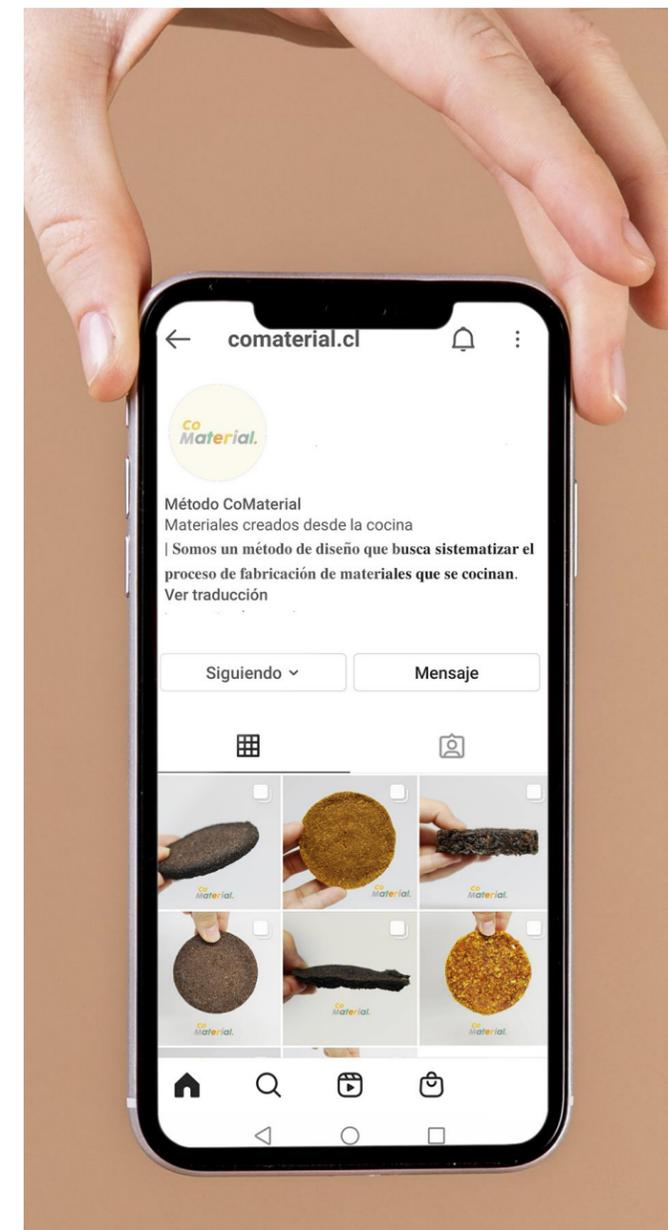 comaterial.cl
Co
Material.
Método CoMaterial
Materiales creados desde la cocina
| Somos un método de diseño que busca sistematizar el
proceso de fabricación de materiales que se cocinan.
Ver traducción
Siguiendo
Mensaje
Co
Material.
Co
Material.
Co
Material.
Co
Material.
Co
Material.
Co
Material.